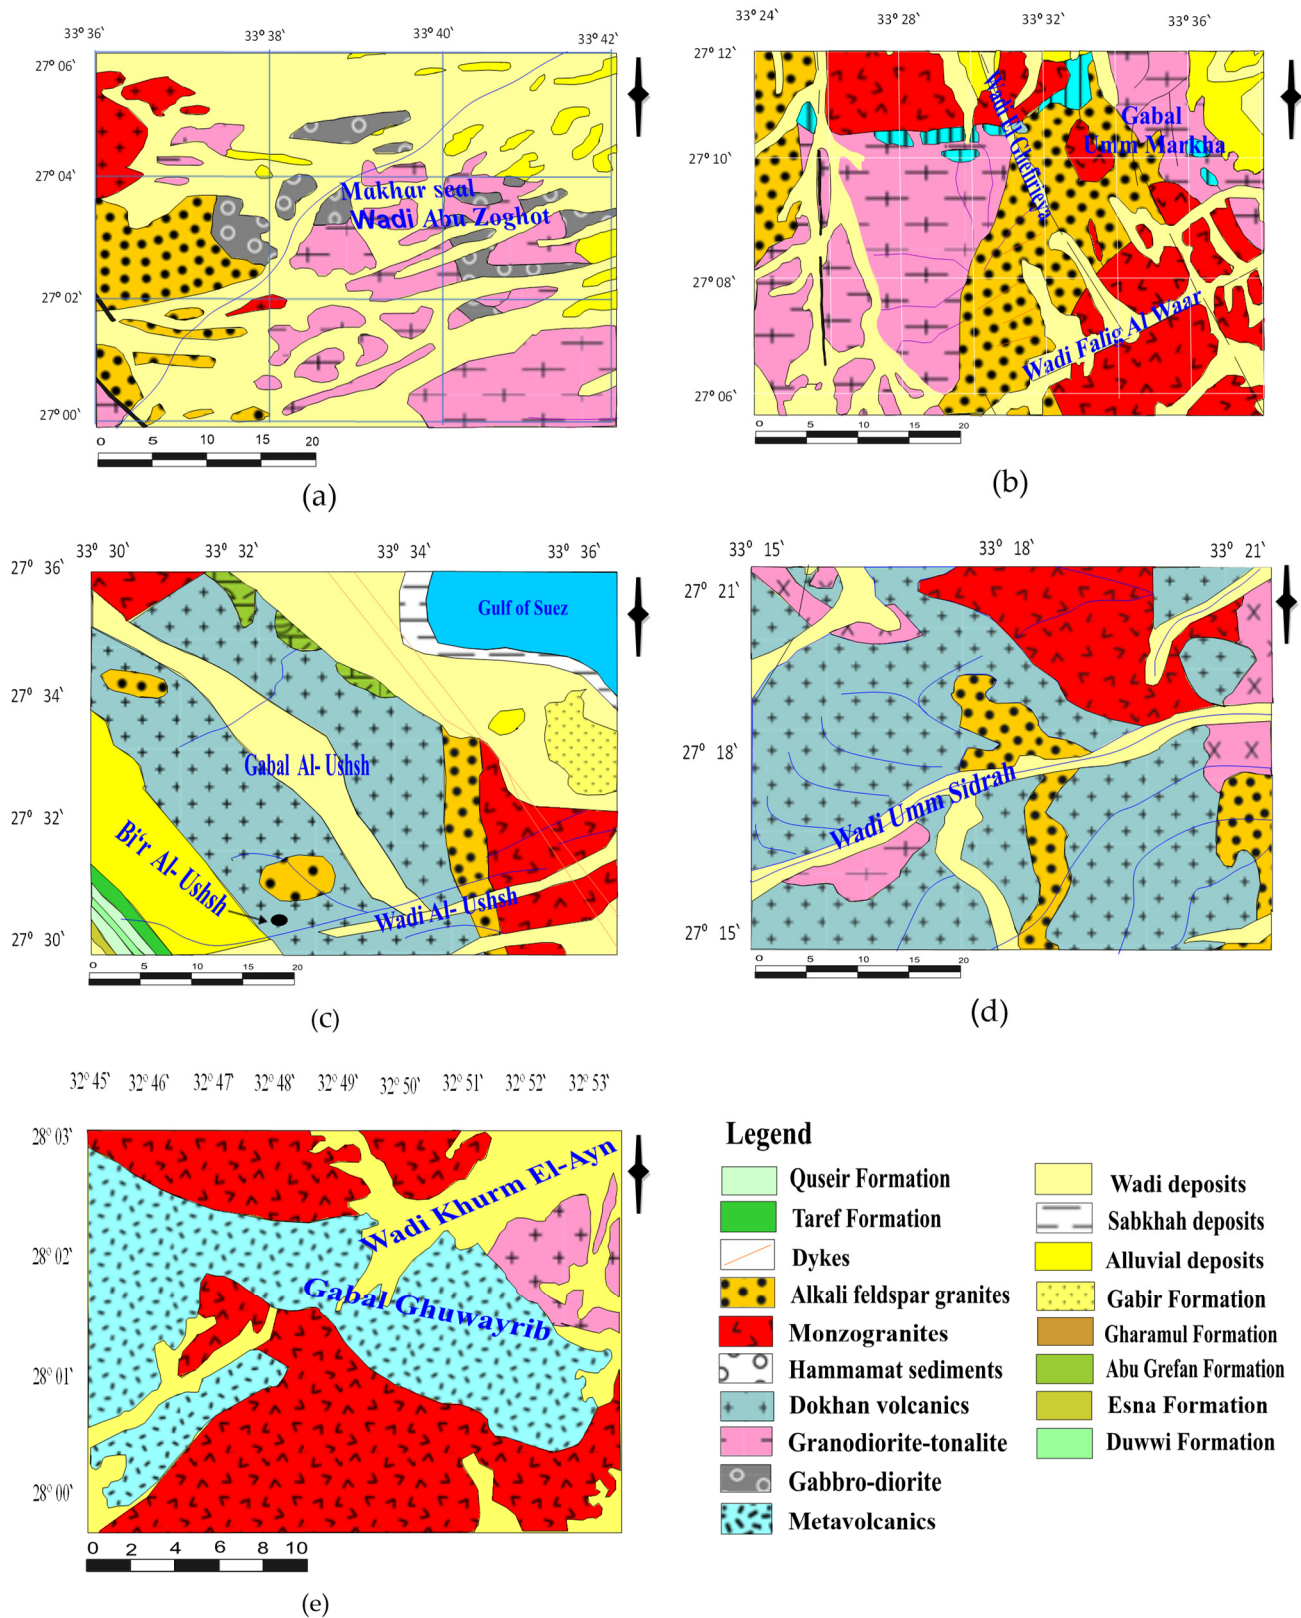 33° 36` 33° 38` 33° 40` 33° 42`
27° 06`
27° 04`
27° 02`
27° 00`
Makhar seal
Wadi Abu Zoghot
0 5 10 15 20
(a)
33° 24` 33° 28` 33° 32` 33° 36`
27° 12`
27° 10`
27° 08`
27° 06`
Wadi El Ghefirieva
Gabal
Umm Markha
Wadi Falig Al Waar
0 5 10 15 20
(b)
33° 30` 33° 32` 33° 34` 33° 36`
27° 36`
27° 34`
27° 32`
27° 30`
Gulf of Suez
Gabal Al- Ushsh
Bi‘r Al- Ushsh
Wadi Al- Ushsh
0 5 10 15 20
(c)
33° 15` 33° 18` 33° 21`
27° 21`
27° 18`
27° 15`
Wadi Umm Sidrah
0 5 10 15 20
(d)
32° 45` 32° 46` 32° 47` 32° 48` 32° 49` 32° 50` 32° 51` 32° 52` 32° 53`
28° 03`
28° 02`
28° 01`
28° 00`
Wadi Khurm El-Ayn
Gabal Ghuwayrib
0 2 4 6 8 10
(e)
Legend
Quseir Formation
Taref Formation
Dykes
Alkali feldspar granites
Monzogranites
Hammamat sediments
Dokhan volcanics
Granodiorite-tonalite
Gabbro-diorite
Metavolcanics
Wadi deposits
Sabkhah deposits
Alluvial deposits
Gabir Formation
Gharamul Formation
Abu Grefan Formation
Esna Formation
Duwwi Formation